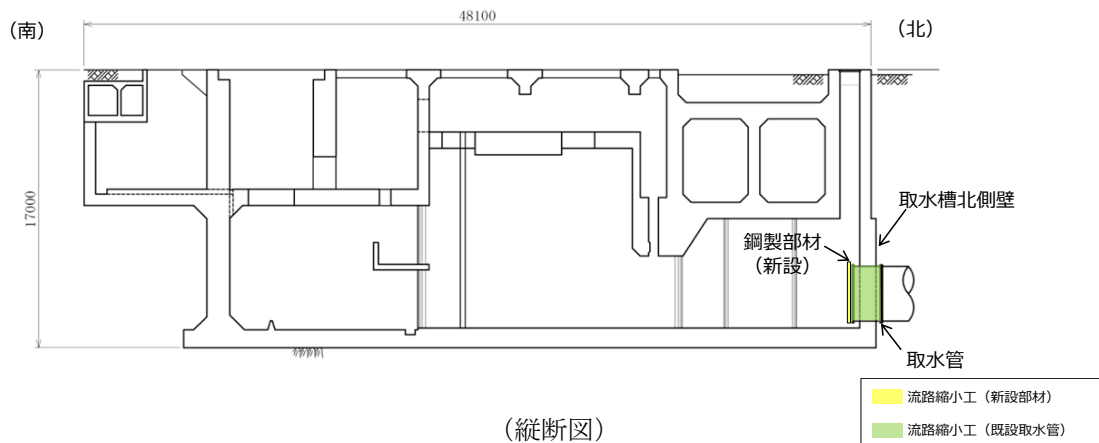 48100
(南)
(北)
17000
取水槽北側壁
鋼製部材
(新設)
取水管
流路縮小工(新設部材)
流路縮小工(既設取水管)
(縦断図)